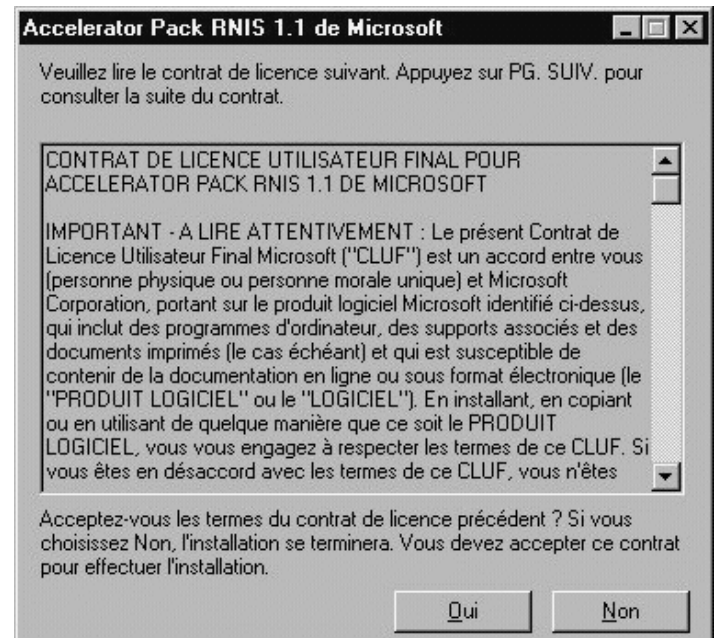 Accelerator Pack RNIS 1.1 de Microsoft
Veuillez lire le contrat de licence suivant. Appuyez sur PG. SUIV. pour
consulter la suite du contrat.
CONTRAT DE LICENCE UTILISATEUR FINAL POUR
ACCELERATOR PACK RNIS 1.1 DE MICROSOFT
IMPORTANT - A LIRE ATTENTIVEMENT : Le présent Contrat de
Licence Utilisateur Final Microsoft ("CLUF") est un accord entre vous
(personne physique ou personne morale unique) et Microsoft
Corporation, portant sur le produit logiciel Microsoft identifié ci-dessus,
qui inclut des programmes d'ordinateur, des supports associés et des
documents imprimés (le cas échéant) et qui est susceptible de
contenir de la documentation en ligne ou sous format électronique (le
"PRODUIT LOGICIEL" ou le "LOGICIEL"). En installant, en copiant
ou en utilisant de quelque manière que ce soit le PRODUIT
LOGICIEL, vous vous engagez à respecter les termes de ce CLUF. Si
vous êtes en désaccord avec les termes de ce CLUF, vous n'êtes
Acceptez-vous les termes du contrat de licence précédent ? Si vous
choisissez Non, l'installation se terminera. Vous devez accepter ce contrat
pour effectuer l'installation.
Oui
Non